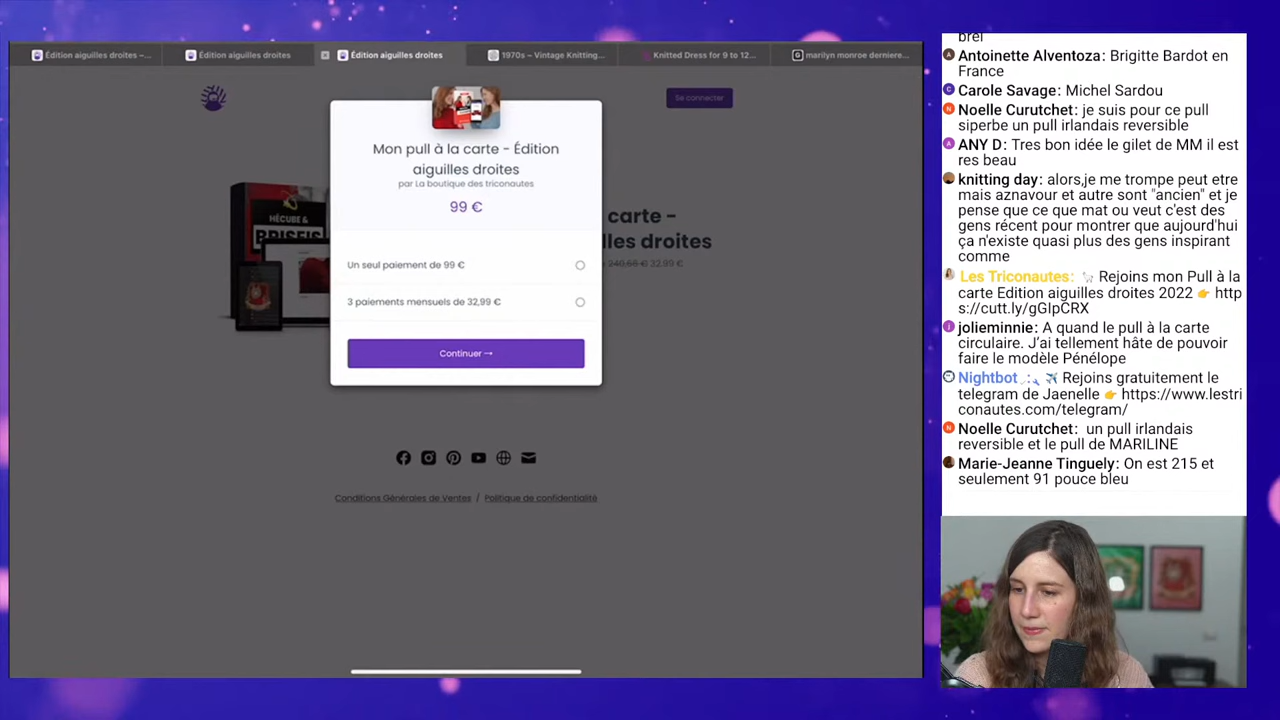 Édition aiguilles droites –...
Édition aiguilles droites
Édition aiguilles droites
1970s – Vintage Knitting...
Knitted Dress for 9 to 12...
marilyn monroe derniere...
Se connecter
Mon pull à la carte - Édition
aiguilles droites
par La boutique des triconautes
99 €
Un seul paiement de 99 €
3 paiements mensuels de 32,99 €
Continuer →
HÉCUBE &
BRISEIS
carte -
lles droites
32,99 €
Conditions Générales de Ventes / Politique de confidentialité
brel
Antoinette Alventoza: Brigitte Bardot en
France
Carole Savage: Michel Sardou
Noelle Curutchet: je suis pour ce pull
siperbe un pull irlandais reversible
ANY D: Tres bon idée le gilet de MM il est
res beau
knitting day: alors,je me trompe peut etre
mais aznavour et autre sont "ancien" et je
pense que ce que mat ou veut c'est des
gens récent pour montrer que aujourd'hui
ça n'existe quasi plus des gens inspirant
comme
Les Triconautes: Rejoins mon Pull à la
carte Edition aiguilles droites 2022 👉 http
s://cutt.ly/gGIpCRX
jolieminnie: A quand le pull à la carte
circulaire. J'ai tellement hâte de pouvoir
faire le modèle Pénélope
Nightbot : ✈️ Rejoins gratuitement le
telegram de Jaenelle 👉 https://www.lestri
conautes.com/telegram/
Noelle Curutchet: un pull irlandais
reversible et le pull de MARILINE
Marie-Jeanne Tinguely: On est 215 et
seulement 91 pouce bleu